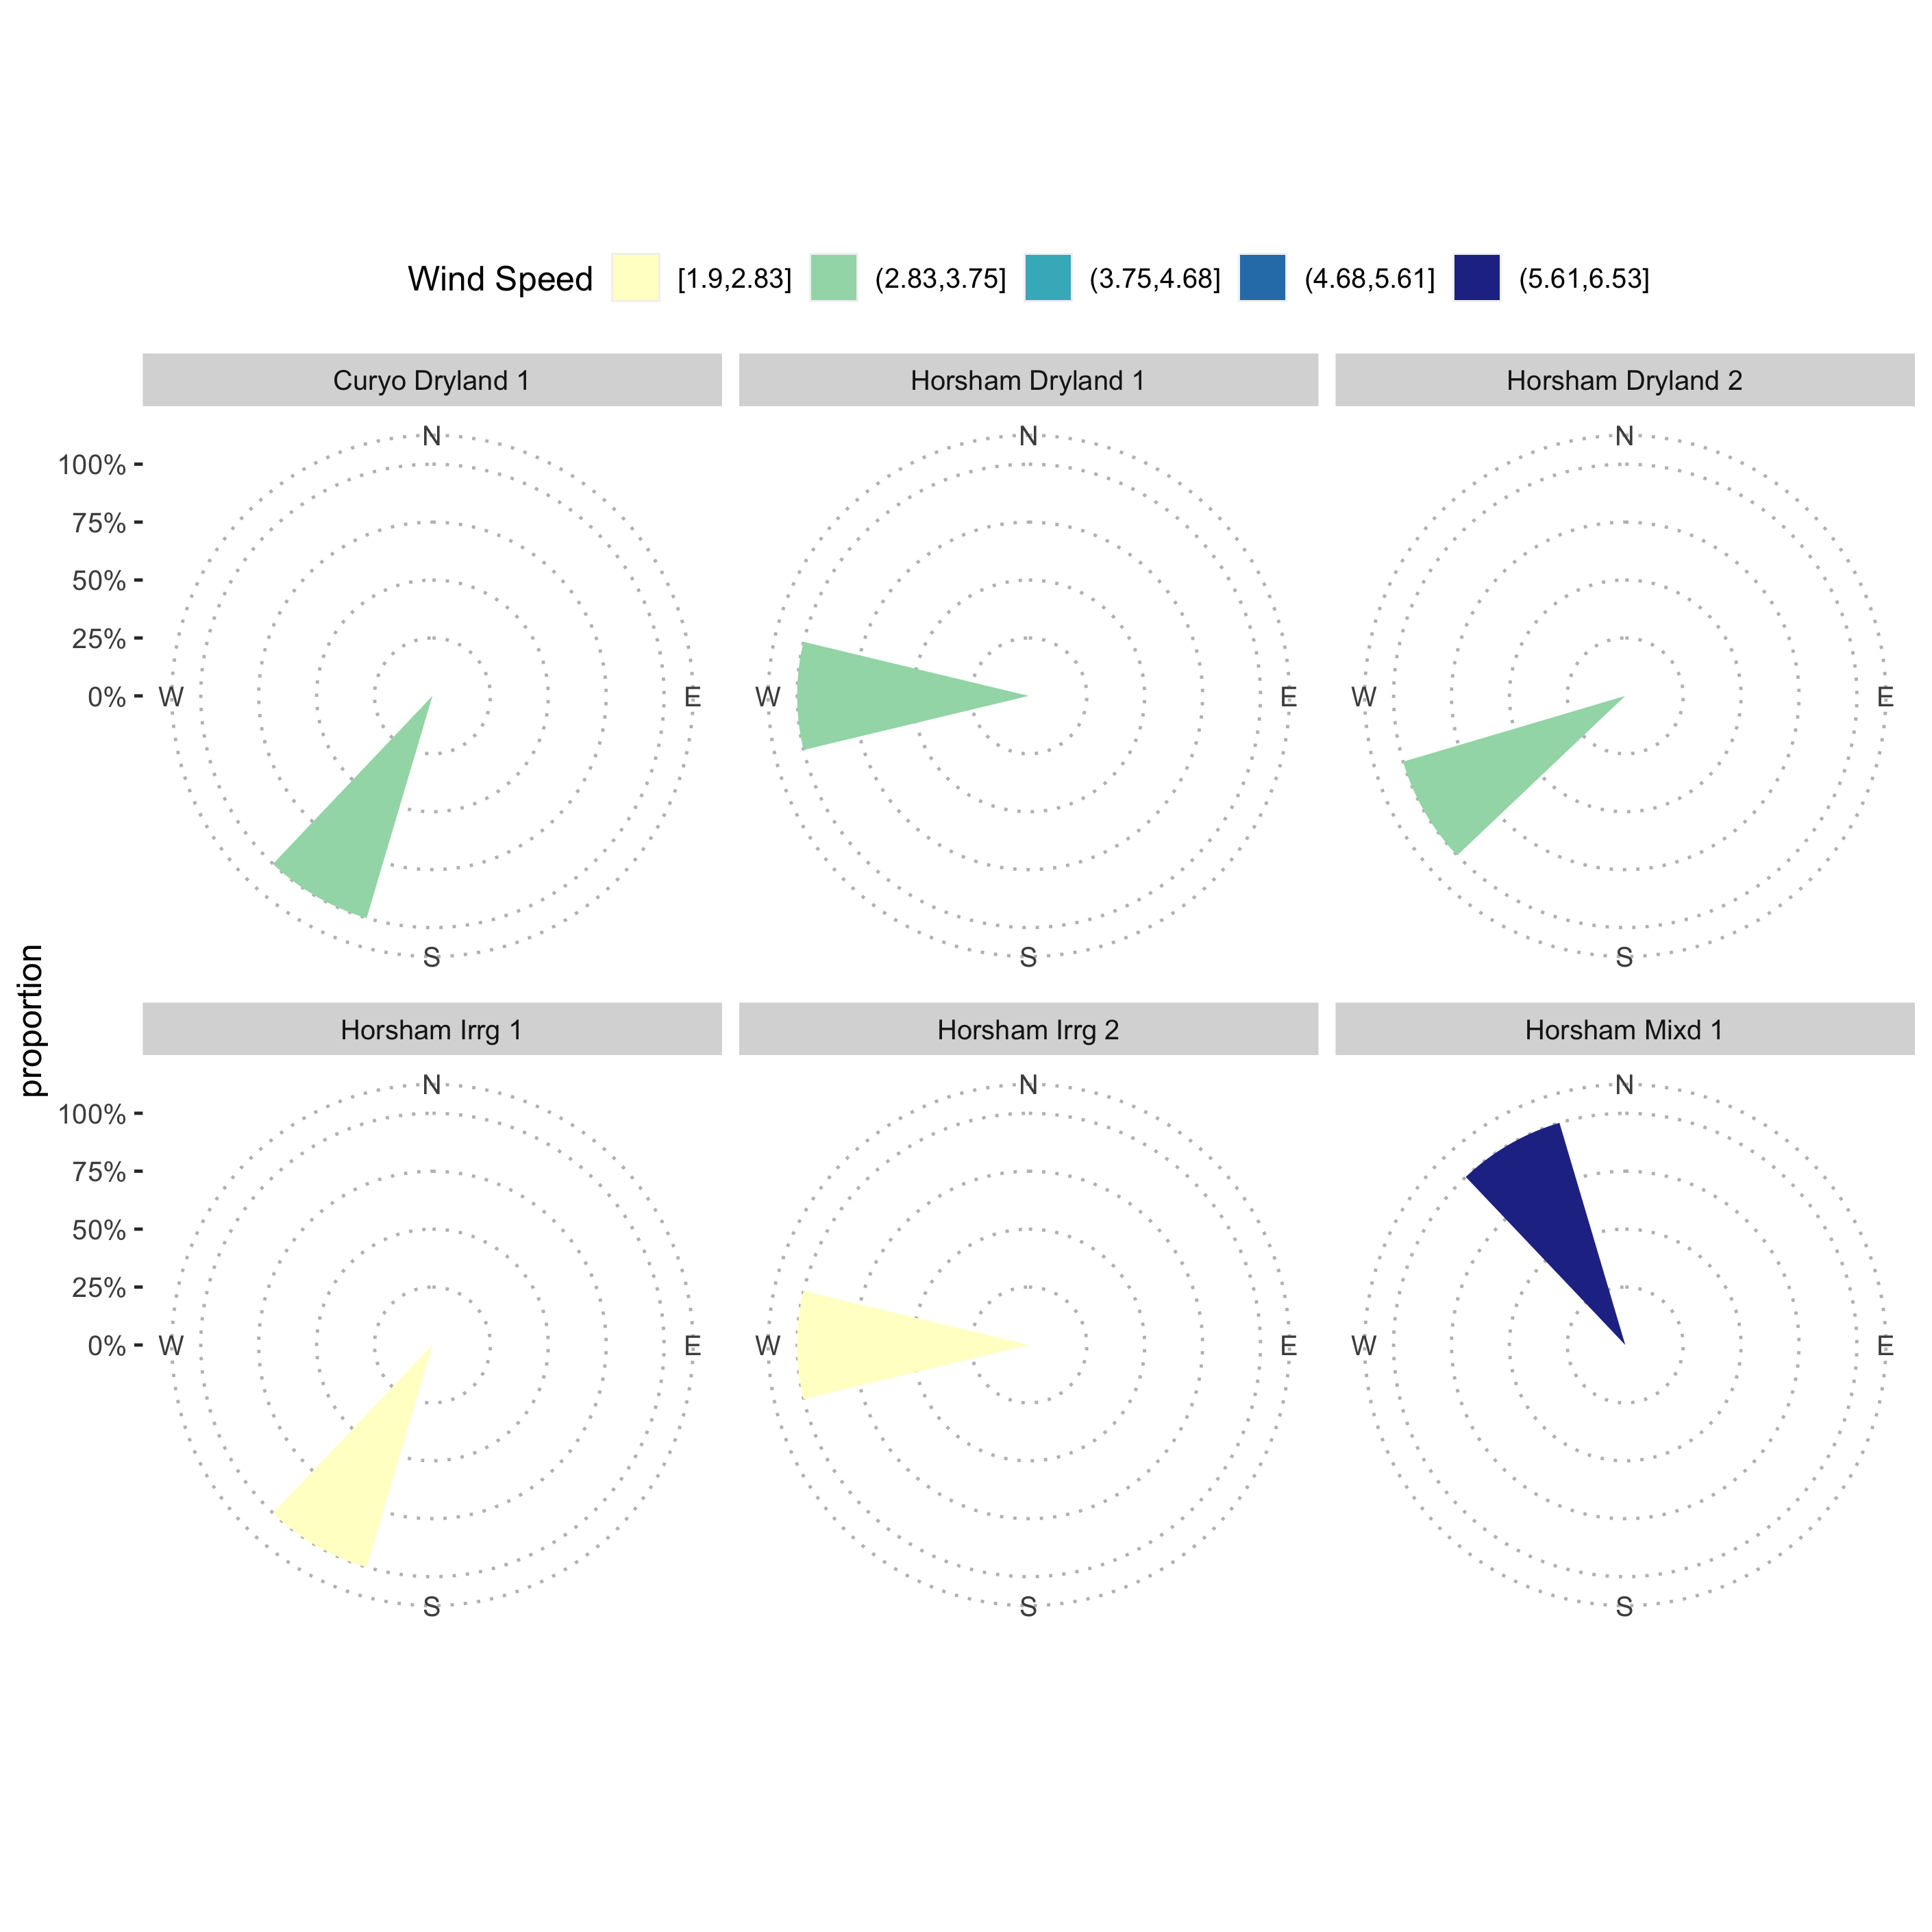 Wind Speed [1.9,2.83] (2.83,3.75] (3.75,4.68] (4.68,5.61] (5.61,6.53]
Curyo Dryland 1 Horsham Dryland 1 Horsham Dryland 2
N N N
100%
75%
50%
25%
0% W E W E W E
S S S
proportion
Horsham Irrg 1 Horsham Irrg 2 Horsham Mixd 1
N N N
100%
75%
50%
25%
0% W E W E W E
S S S